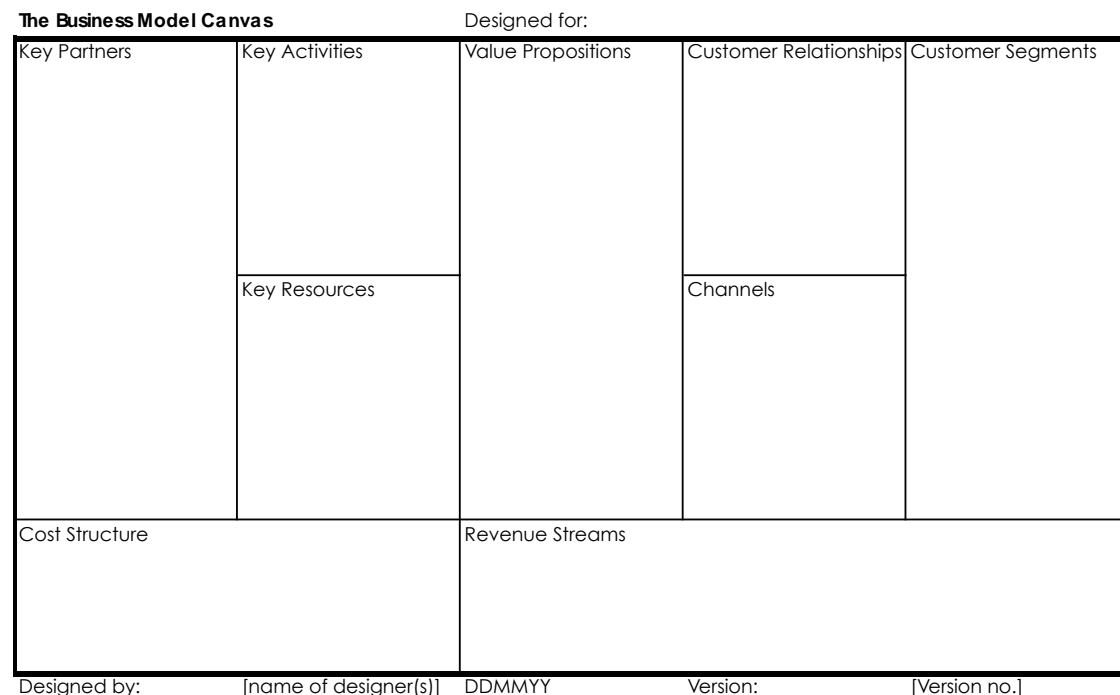 The Business Model Canvas Designed for:
Key Partners Key Activities Value Propositions Customer Relationships Customer Segments
Key Resources Channels
Cost Structure Revenue Streams
Designed by: [name of designer(s)] DDMMYY Version: [Version no.]